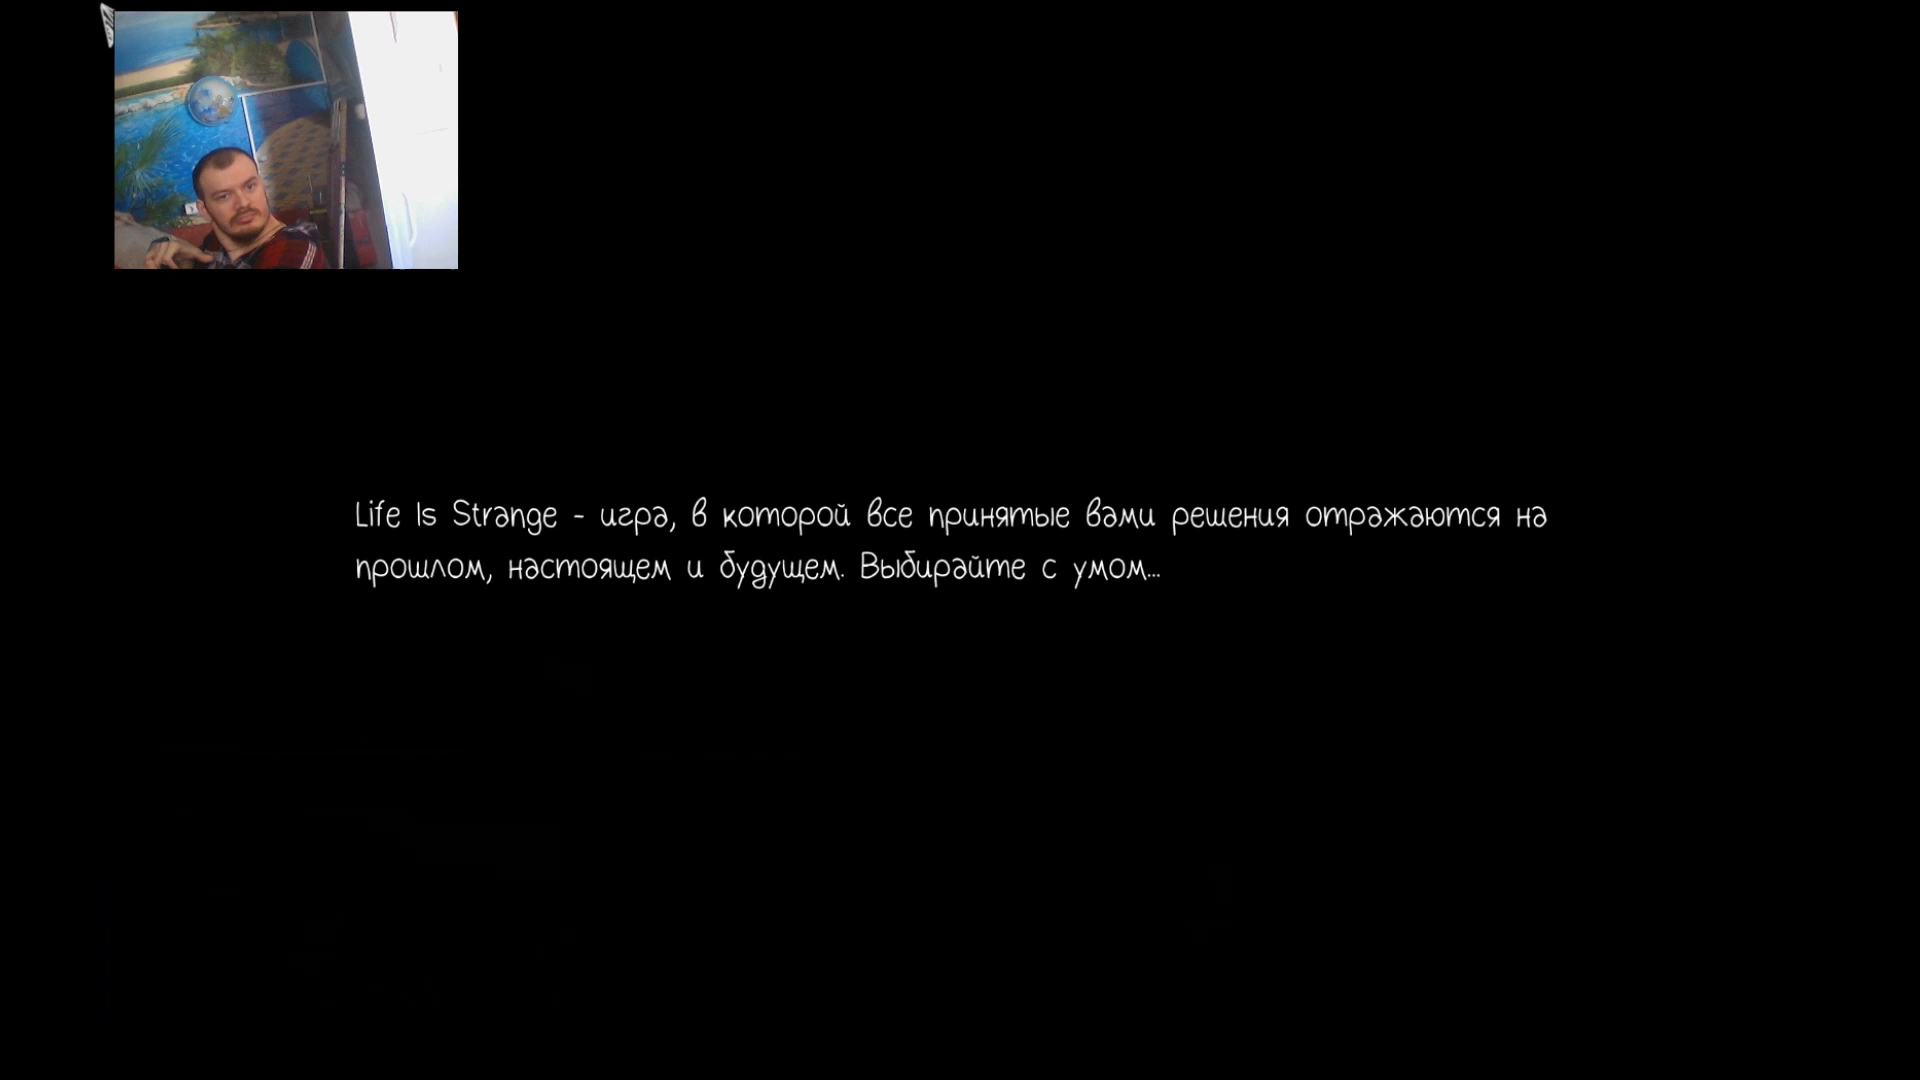 Life Is Strange - игра, в которой все принятые вами решения отражаются на
прошлом, настоящем и будущем. Выбирайте с умом...